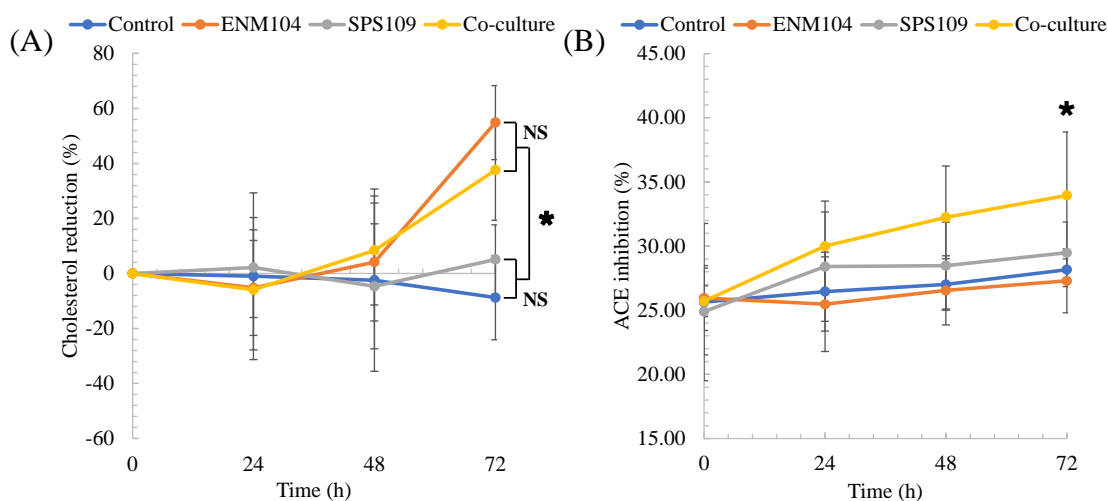 (A)
Control ENM104 SPS109 Co-culture
Cholesterol reduction (%)
80
60
40
20
0
-20
-40
-60
NS
*
NS
0 24 48 72
Time (h)
(B)
Control ENM104 SPS109 Co-culture
ACE inhibition (%)
45.00
40.00
35.00
30.00
25.00
20.00
15.00
*
0 24 48 72
Time (h)